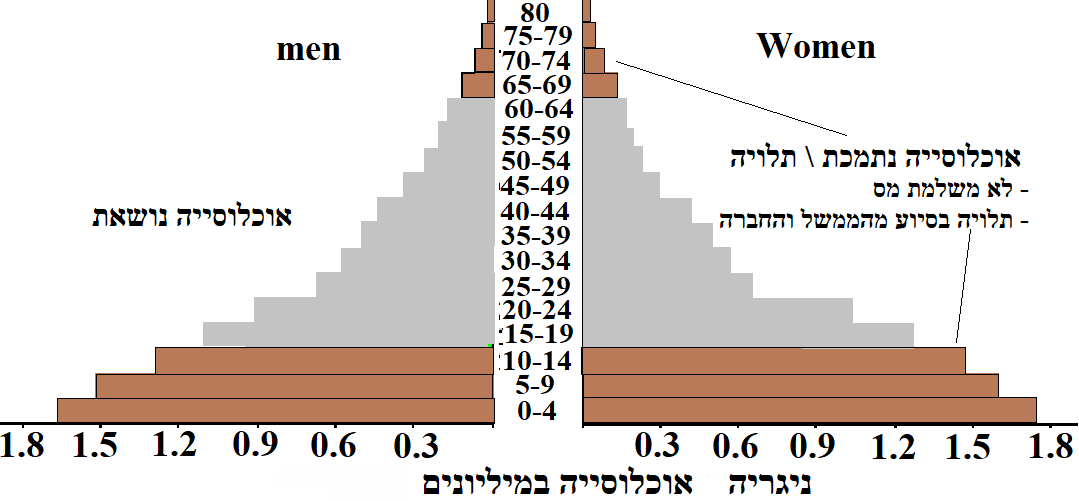 men
Women
80
75-79
70-74
65-69
60-64
55-59
50-54
45-49
40-44
35-39
30-34
25-29
20-24
15-19
10-14
5-9
0-4
אוכלוסייה נתמכת \ תלויה
- לא משלמת מס
- תלויה בסיוע מהממשל והחברה
אוכלוסייה נושאת
1.8 1.5 1.2 0.9 0.6 0.3
0.3 0.6 0.9 1.2 1.5 1.8
ניגריה אוכלוסייה במיליונים